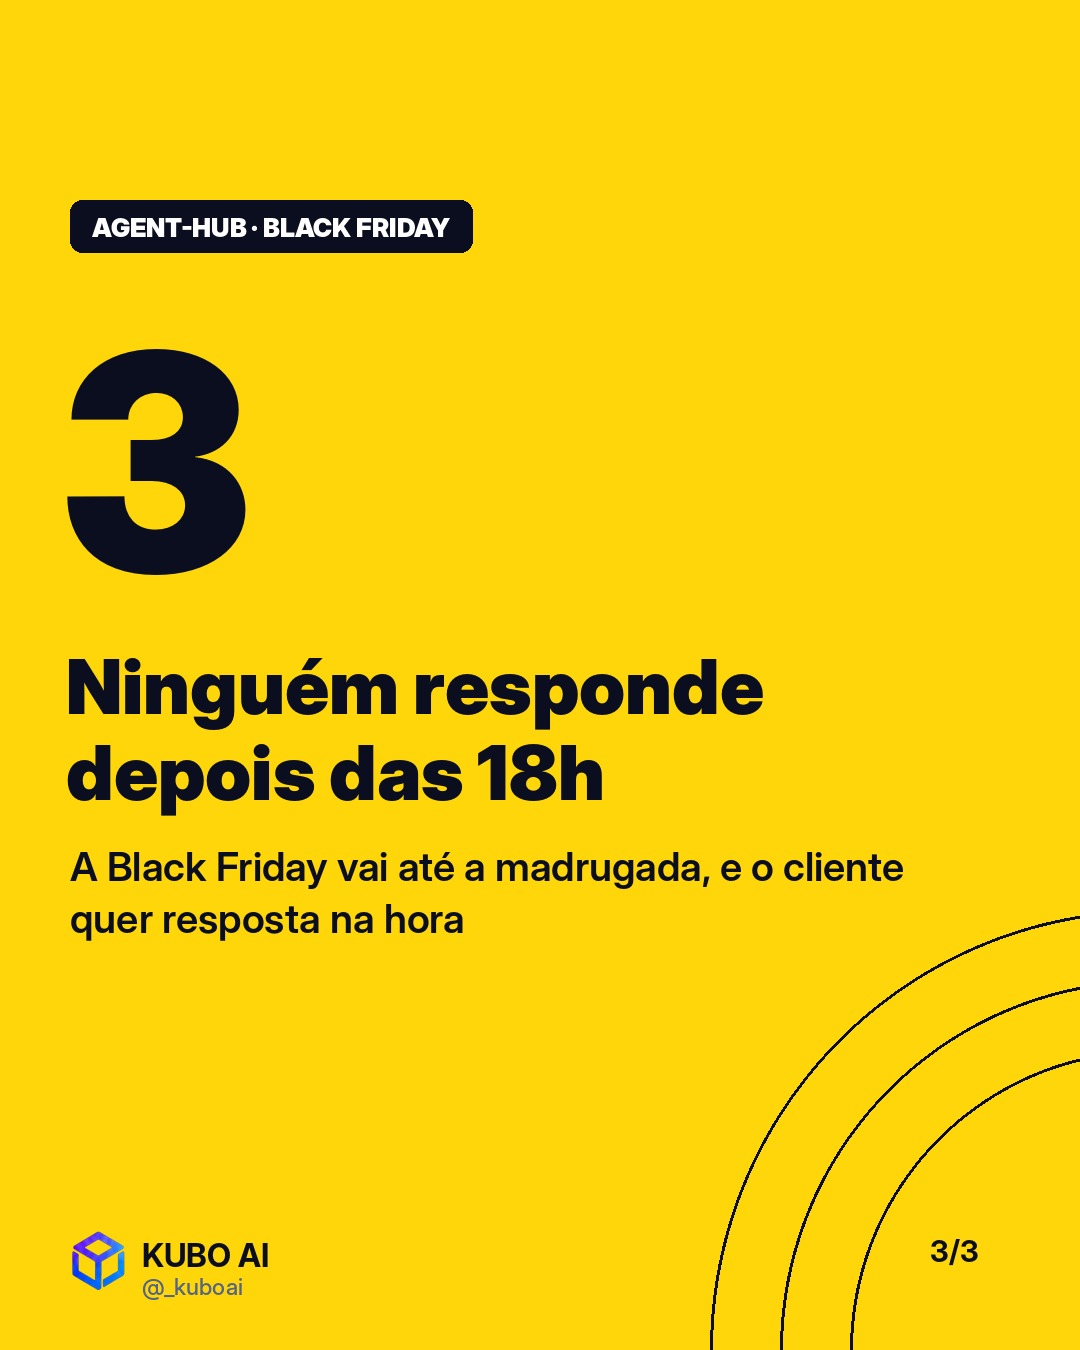 AGENT-HUB · BLACK FRIDAY
3
Ninguém responde
depois das 18h
A Black Friday vai até a madrugada, e o cliente
quer resposta na hora
KUBO AI
@_kuboai
3/3